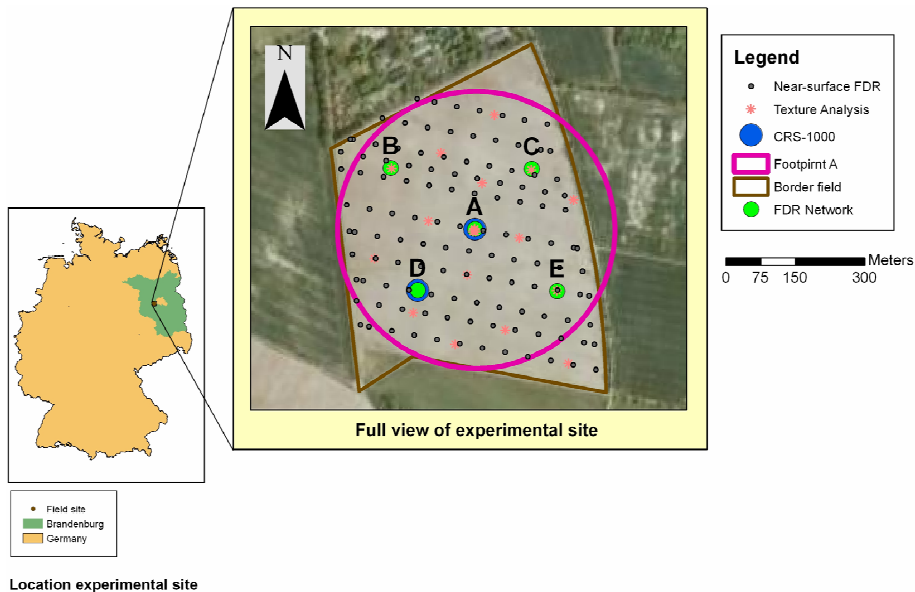 N
B
C
A
D
E
Full view of experimental site
Legend
Near-surface FDR
Texture Analysis
CRS-1000
Footpirnt A
Border field
FDR Network
Meters
0 75 150 300
Field site
Brandenburg
Germany
Location experimental site